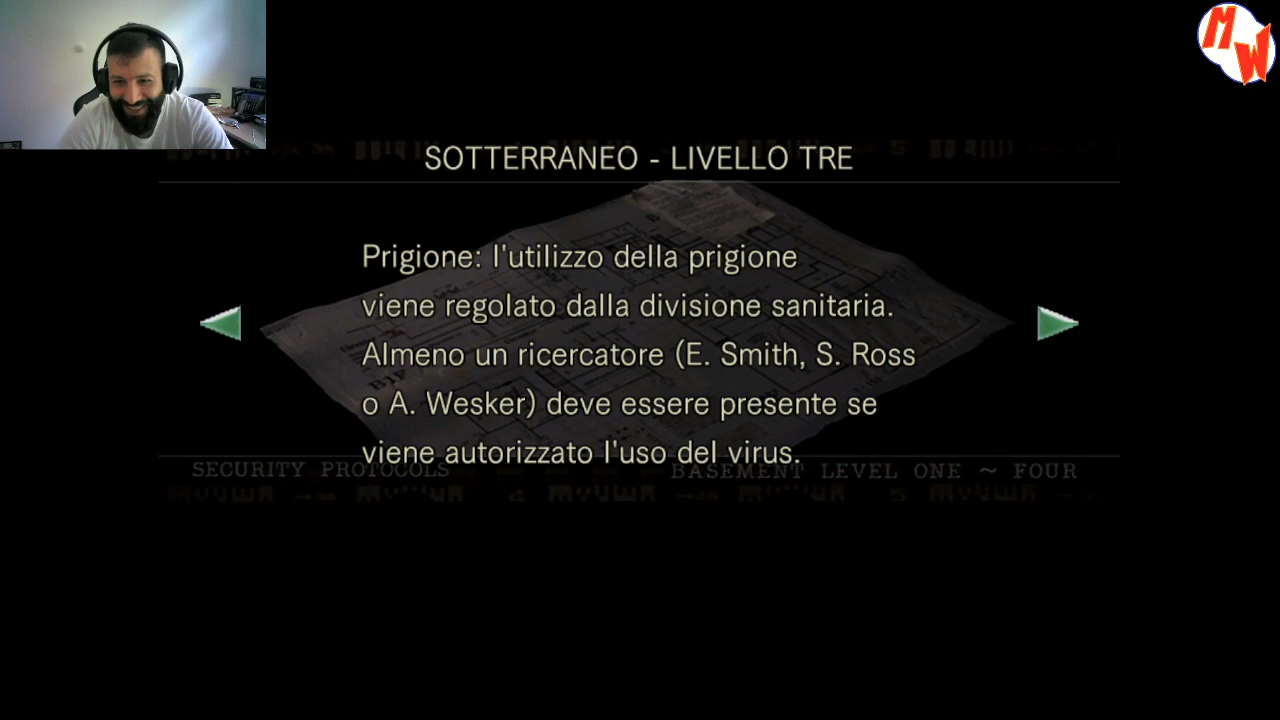 MW
SOTTERRANEO - LIVELLO TRE
Prigione: l'utilizzo della prigione
viene regolato dalla divisione sanitaria.
Almeno un ricercatore (E. Smith, S. Ross
o A. Wesker) deve essere presente se
viene autorizzato l'uso del virus.
SECURITY PROTOCOLS
BASEMENT LEVEL ONE ~ FOUR